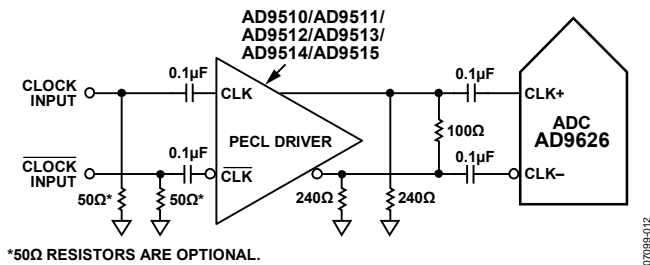 AD9510/AD9511/
AD9512/AD9513/
AD9514/AD9515
CLOCK
INPUT
0.1µF
CLK
PECL DRIVER
0.1µF
CLK+
ADC
AD9626
100Ω
CLOCK
INPUT
0.1µF
CLK
0.1µF
CLK–
50Ω*
50Ω*
240Ω
240Ω
*50Ω RESISTORS ARE OPTIONAL.
07099-012